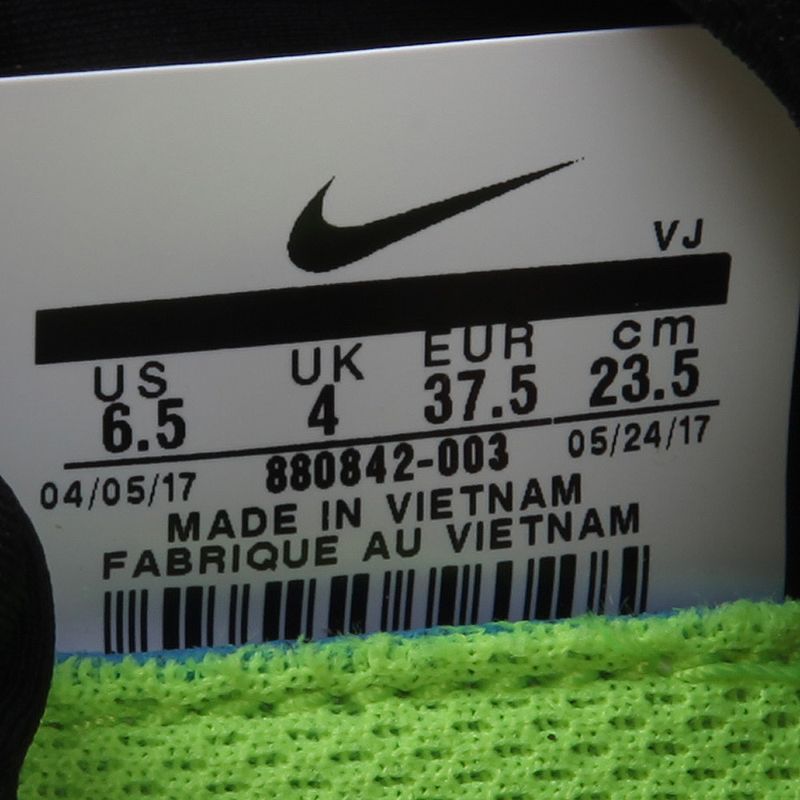 VJ
US UK EUR cm
6.5 4 37.5 23.5
04/05/17 880842-003 05/24/17
MADE IN VIETNAM
FABRIQUE AU VIETNAM